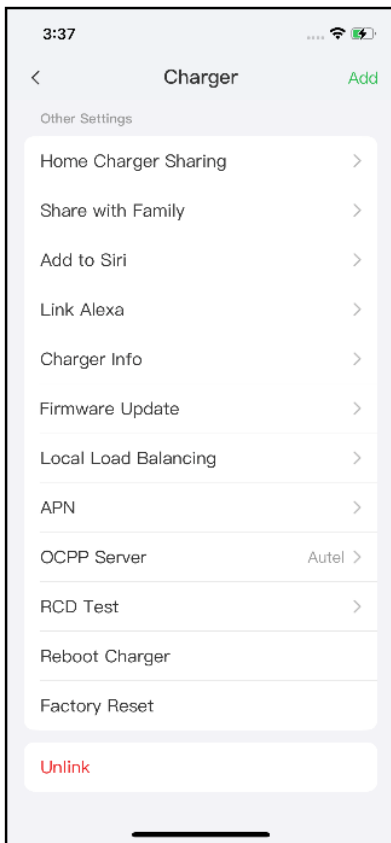 3:37
Charger
Add
Other Settings
Home Charger Sharing
Share with Family
Add to Siri
Link Alexa
Charger Info
Firmware Update
Local Load Balancing
APN
OCPP Server Autel
RCD Test
Reboot Charger
Factory Reset
Unlink